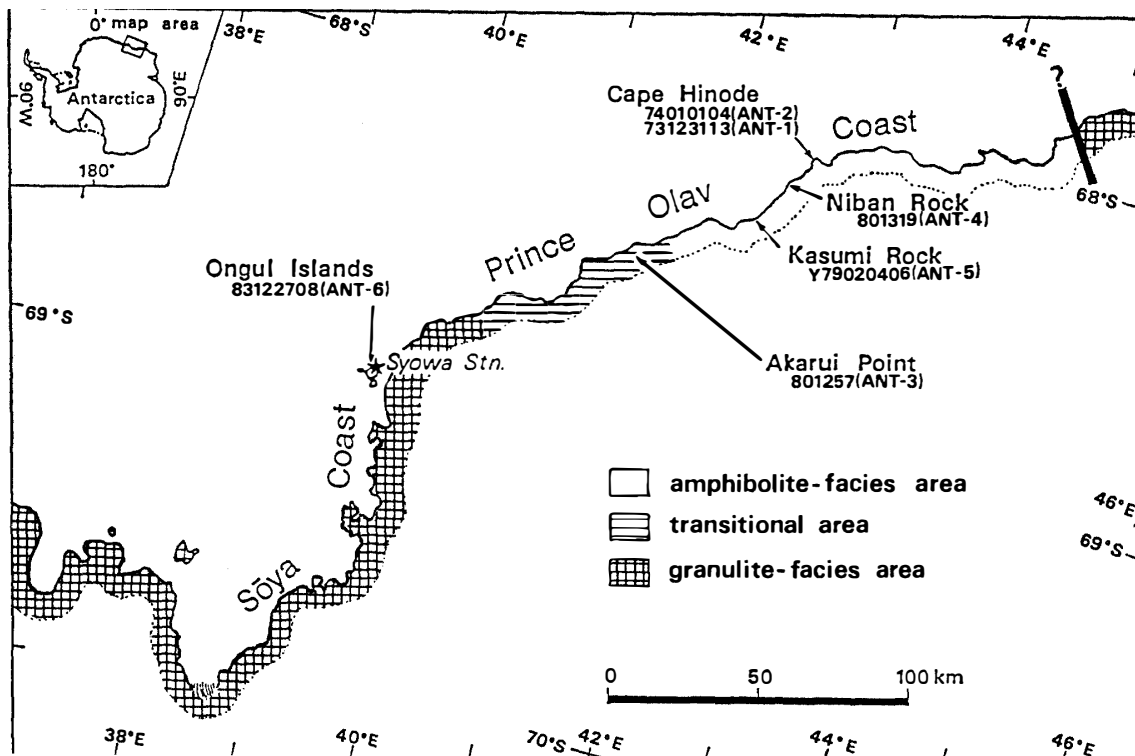 0° map area
90°W
Antarctica
90°E
180°
38°E
68°S
40°E
42°E
44°E
Cape Hinode
74010104(ANT-2)
73123113(ANT-1)
Coast
?
68°S
Niban Rock
801319(ANT-4)
Olav
Kasumi Rock
Y79020406(ANT-5)
Prince
Ongul Islands
83122708(ANT-6)
69°S
Syowa Stn.
Akarui Point
801257(ANT-3)
Coast
Sōya
amphibolite-facies area
transitional area
granulite-facies area
46°E
69°S
0 50 100 km
38°E
40°E
70°S
42°E
44°E
46°E